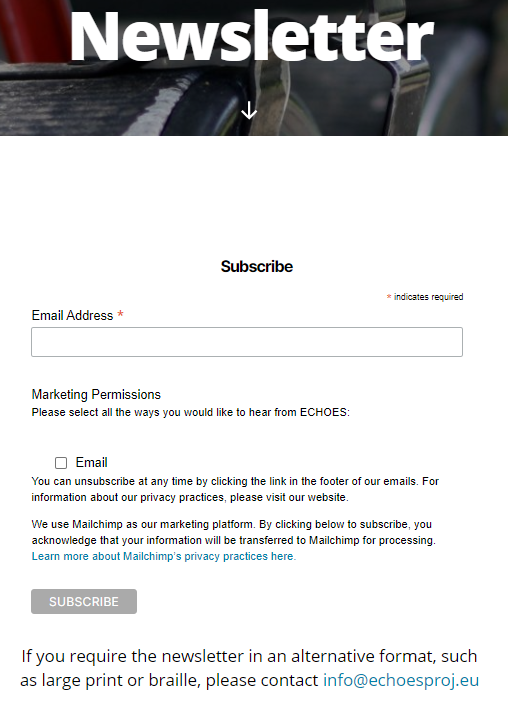 Newsletter
Subscribe
* indicates required
Email Address *
Marketing Permissions
Please select all the ways you would like to hear from ECHOES:
Email
You can unsubscribe at any time by clicking the link in the footer of our emails. For
information about our privacy practices, please visit our website.
We use Mailchimp as our marketing platform. By clicking below to subscribe, you
acknowledge that your information will be transferred to Mailchimp for processing.
Learn more about Mailchimp's privacy practices here.
SUBSCRIBE
If you require the newsletter in an alternative format, such
as large print or braille, please contact info@echoesproj.eu